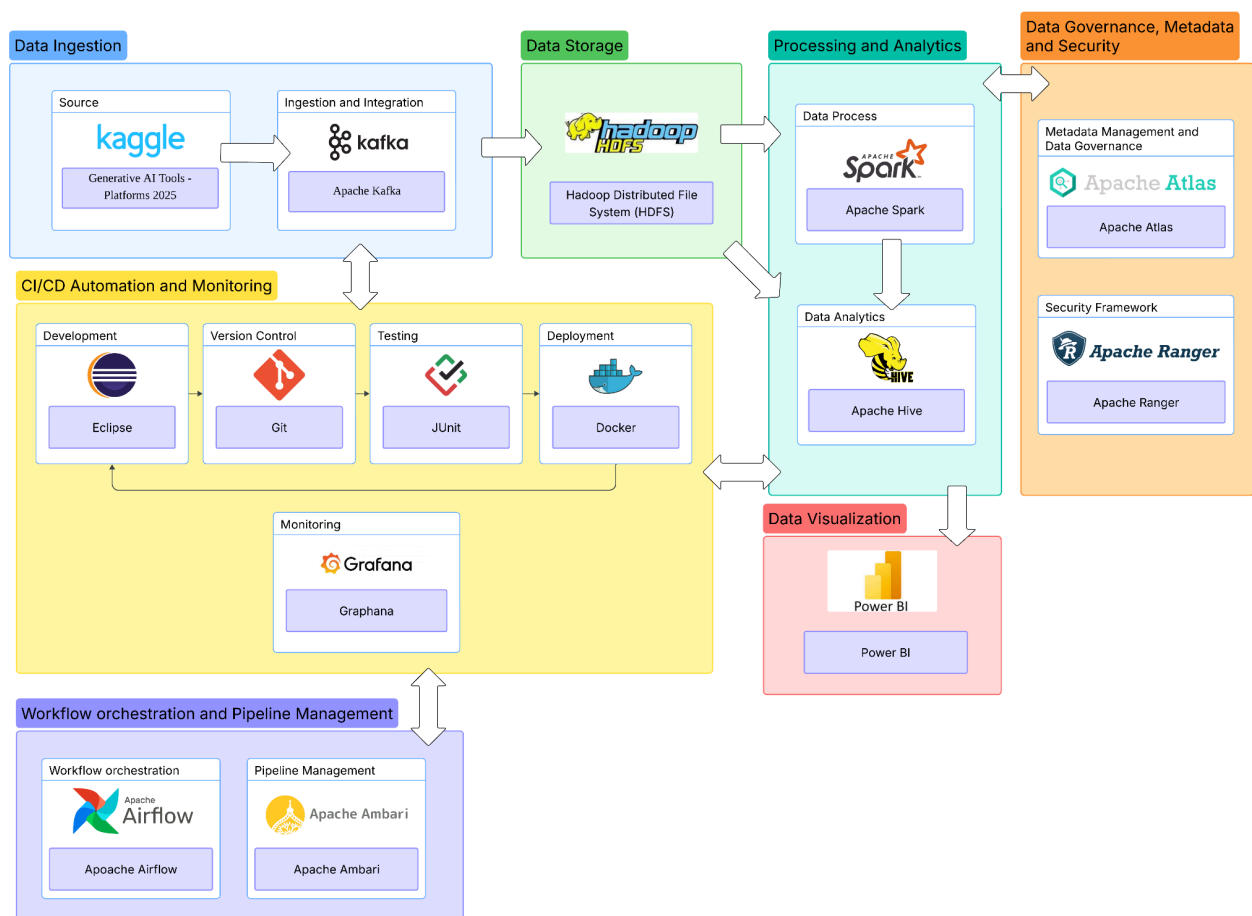 Data Ingestion
Source
kaggle
Generative AI Tools -
Platforms 2025
Ingestion and Integration
kafka
Apache Kafka
Data Storage
hadoop
HDFS
Hadoop Distributed File
System (HDFS)
Processing and Analytics
Data Process
APACHE
Spark
Apache Spark
Data Analytics
HIVE
Apache Hive
Data Governance, Metadata
and Security
Metadata Management and
Data Governance
Apache Atlas
Apache Atlas
Security Framework
R
Apache Ranger
Apache Ranger
CI/CD Automation and Monitoring
Development
Eclipse
Version Control
Git
Testing
JUnit
Deployment
Docker
Monitoring
Grafana
Graphana
Data Visualization
Power BI
Power BI
Workflow orchestration and Pipeline Management
Workflow orchestration
Apache
Airflow
Apoache Airflow
Pipeline Management
Apache Ambari
Apache Ambari